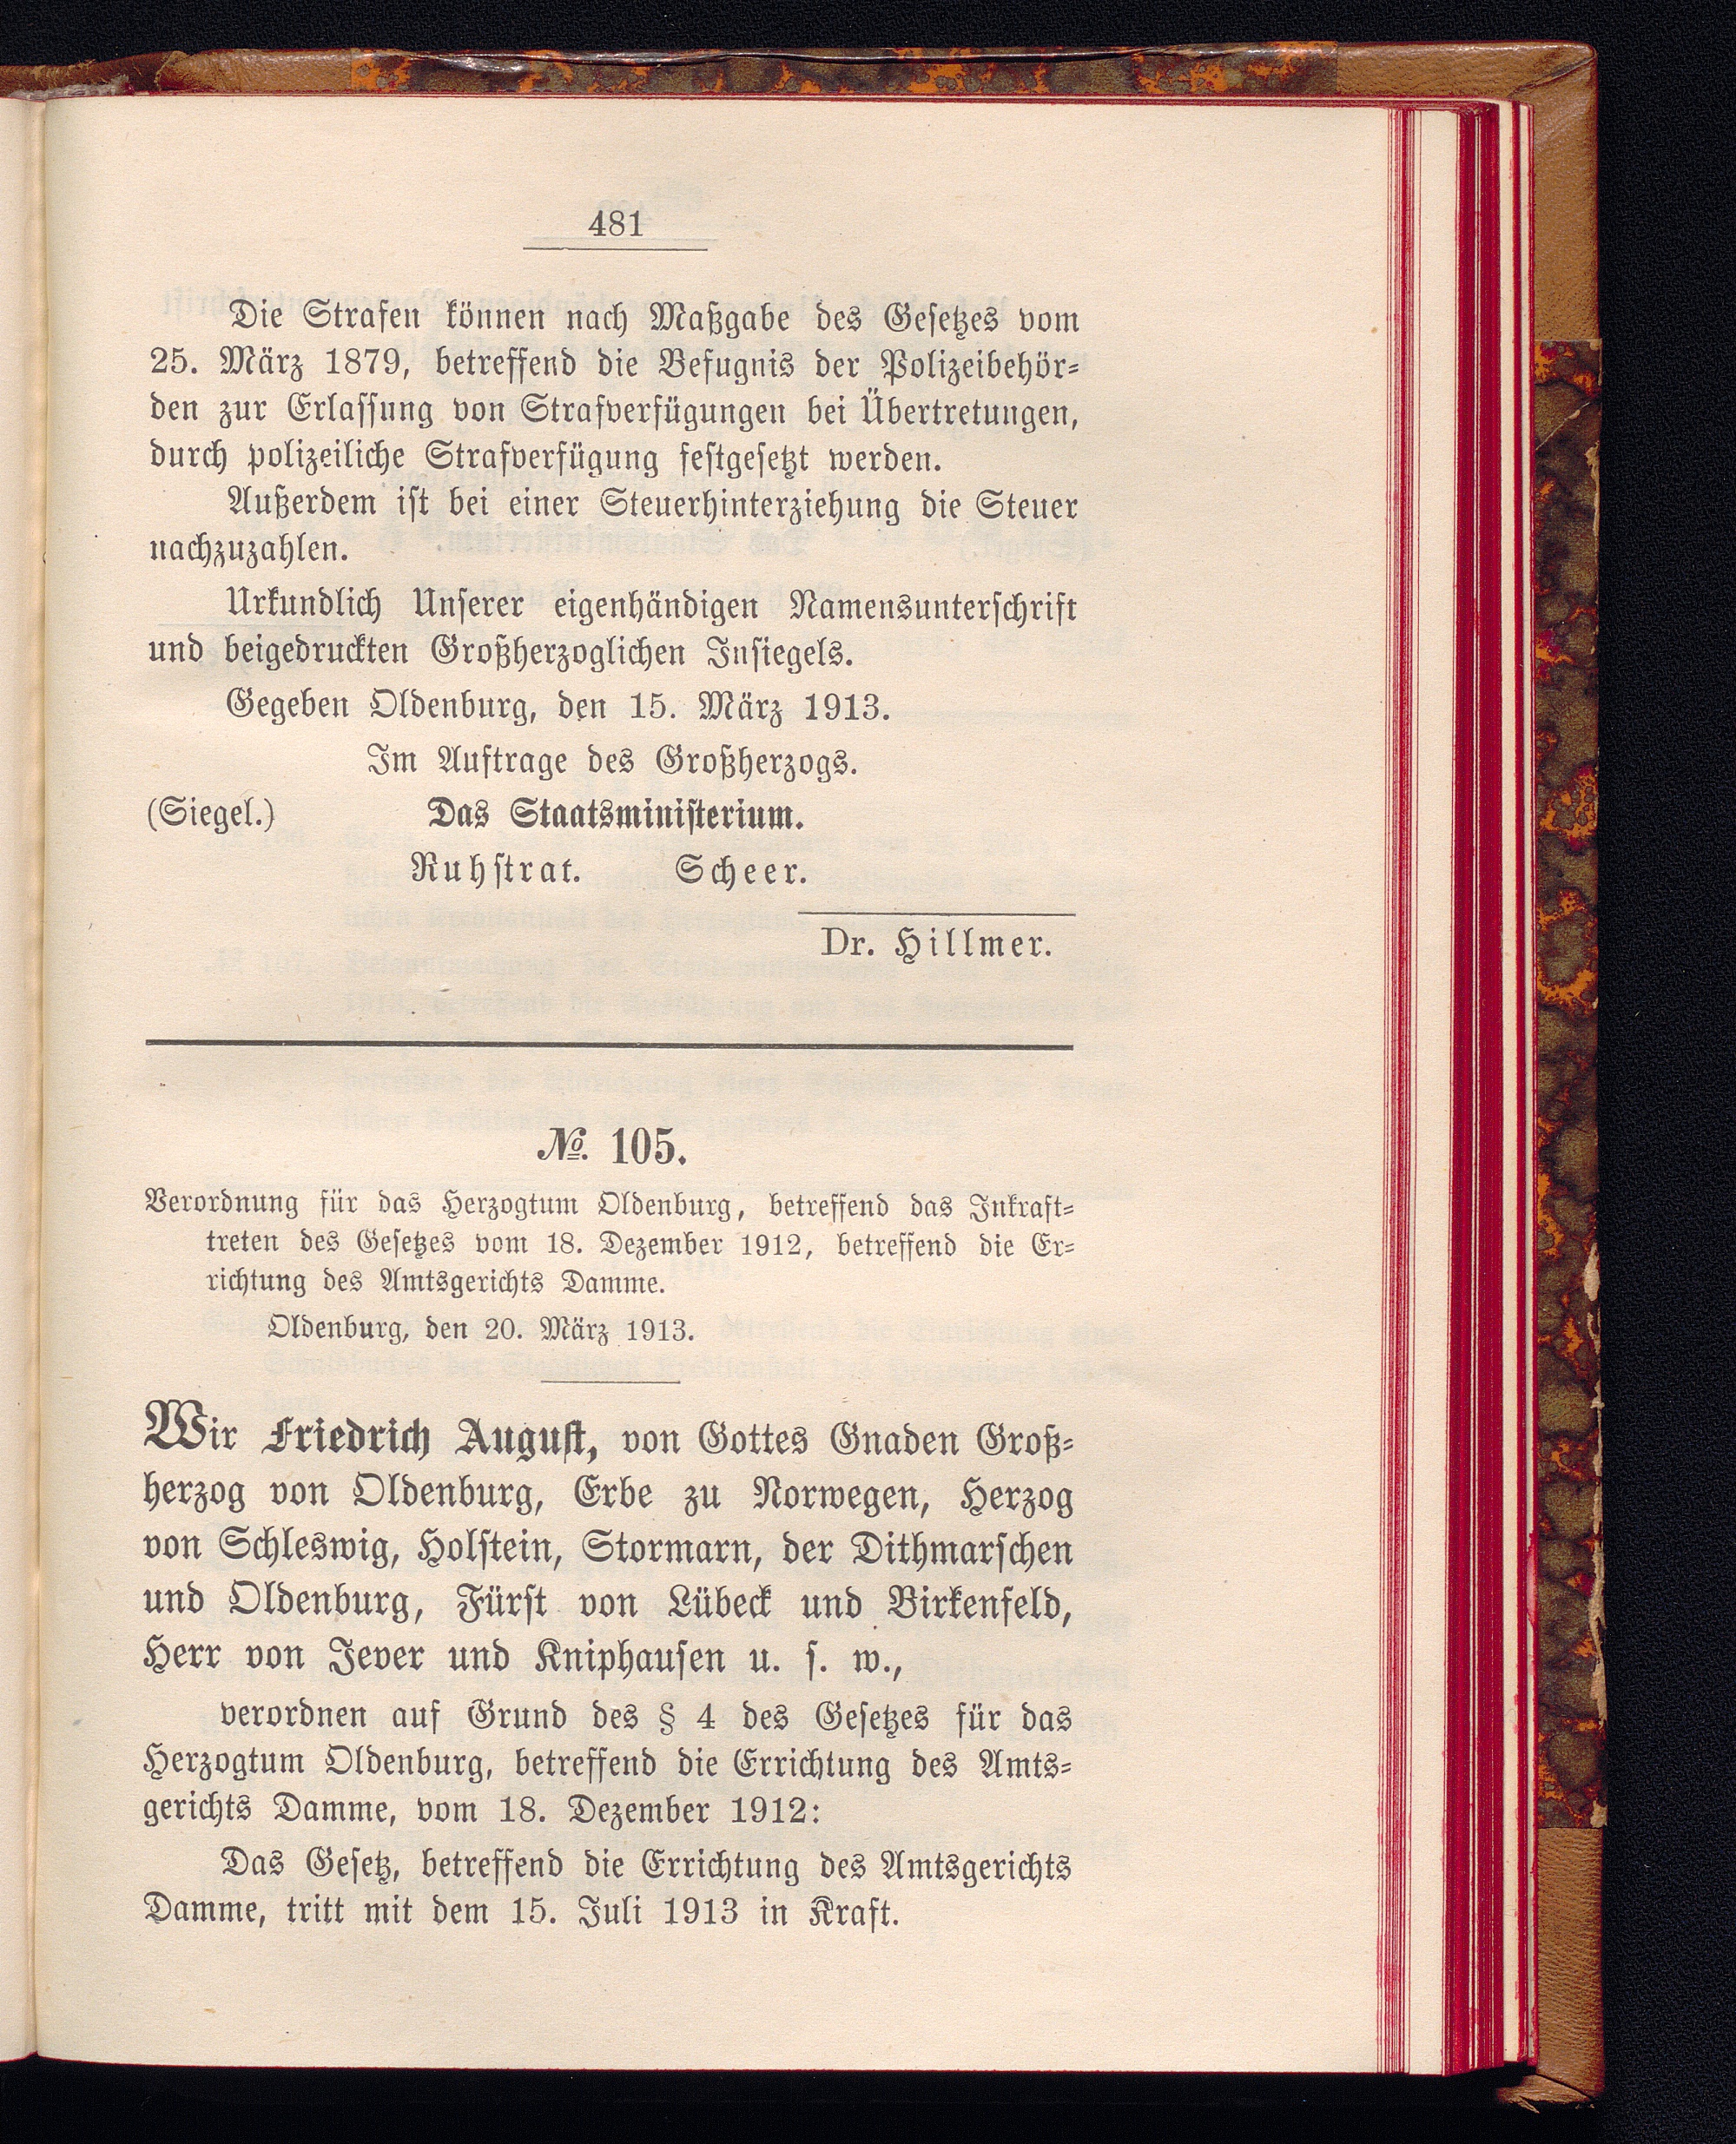 481
Die Strafen können nach Maßgabe des Gesetzes vom
25. März 1879, betreffend die Befugnis der Polizeibehör-
den zur Erlassung von Strafverfügungen bei Übertretungen,
durch polizeiliche Strafverfügung festgesetzt werden.
Außerdem ist bei einer Steuerhinterziehung die Steuer
nachzuzahlen.
Urkundlich Unserer eigenhändigen Namensunterschrift
und beigedruckten Großherzoglichen Insiegels.
Gegeben Oldenburg, den 15. März 1913.
Im Auftrage des Großherzogs.
(Siegel.) Das Staatsministerium.
Ruhstrat. Scheer.
Dr. Hillmer.
№. 105.
Verordnung für das Herzogtum Oldenburg, betreffend das Inkraft-
treten des Gesetzes vom 18. Dezember 1912, betreffend die Er-
richtung des Amtsgerichts Damme.
Oldenburg, den 20. März 1913.
Wir Friedrich August, von Gottes Gnaden Groß-
herzog von Oldenburg, Erbe zu Norwegen, Herzog
von Schleswig, Holstein, Stormarn, der Dithmarschen
und Oldenburg, Fürst von Lübeck und Birkenfeld,
Herr von Jever und Kniphausen u. s. w.,
verordnen auf Grund des § 4 des Gesetzes für das
Herzogtum Oldenburg, betreffend die Errichtung des Amts-
gerichts Damme, vom 18. Dezember 1912:
Das Gesetz, betreffend die Errichtung des Amtsgerichts
Damme, tritt mit dem 15. Juli 1913 in Kraft.